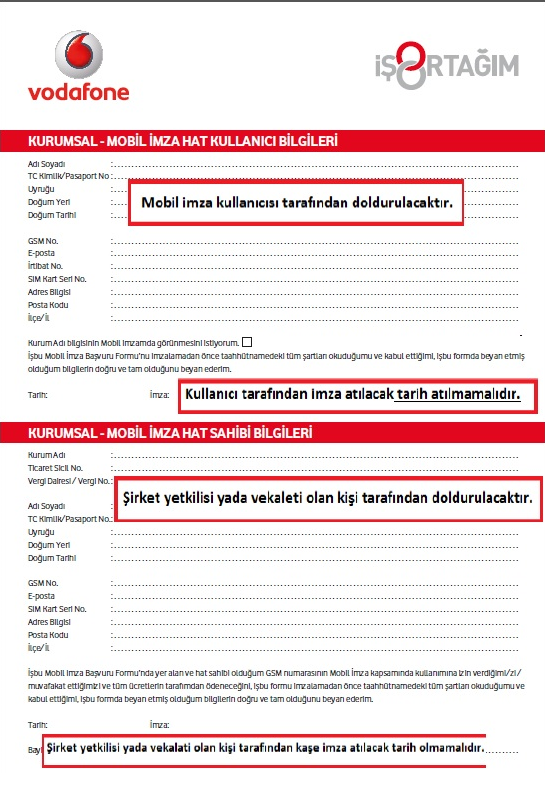 vodafone
İŞORTAĞIM
KURUMSAL - MOBİL İMZA HAT KULLANICI BİLGİLERİ
Adı Soyadı :
TC Kimlik/Pasaport No :
Uyruğu :
Doğum Yeri :
Doğum Tarihi :
Mobil imza kullanıcısı tarafından doldurulacaktır.
GSM No. :
E-posta :
İrtibat No. :
SIM Kart Seri No. :
Adres Bilgisi :
Posta Kodu :
İlçe/İl :
Kurum Adı bilgisinin Mobil İmzamda görünmesini istiyorum.
İşbu Mobil İmza Başvuru Formu'nu imzalamadan önce taahhütnamedeki tüm şartları okuduğumu ve kabul ettiğimi, işbu formda beyan etmiş
olduğum bilgilerin doğru ve tam olduğunu beyan ederim.
Tarih: İmza: Kullanıcı tarafından imza atılacak tarih atılmamalıdır.
KURUMSAL - MOBİL İMZA HAT SAHİBİ BİLGİLERİ
Kurum Adı :
Ticaret Sicil No. :
Vergi Dairesi / Vergi No.:
Şirket yetkilisi yada vekaleti olan kişi tarafından doldurulacaktır.
Adı Soyadı :
TC Kimlik/Pasaport No.:
Uyruğu :
Doğum Yeri :
Doğum Tarihi :
GSM No. :
E-posta :
SIM Kart Seri No. :
Adres Bilgisi :
Posta Kodu :
İlçe/İl :
İşbu Mobil İmza Başvuru Formu'nda yer alan ve hat sahibi olduğum GSM numarasının Mobil İmza kapsamında kullanımına izin verdiğimi/zi/
muvafakat ettiğimizi ve tüm ücretlerin tarafımdan ödeneceğini, işbu formu imzalamadan önce taahhütnamedeki tüm şartları okuduğumu ve
kabul ettiğimi, işbu formda beyan etmiş olduğum bilgilerin doğru ve tam olduğunu beyan ederim.
Tarih: İmza:
Bayi Şirket yetkilisi yada vekalati olan kişi tarafından kaşe imza atılacak tarih olmamalıdır.